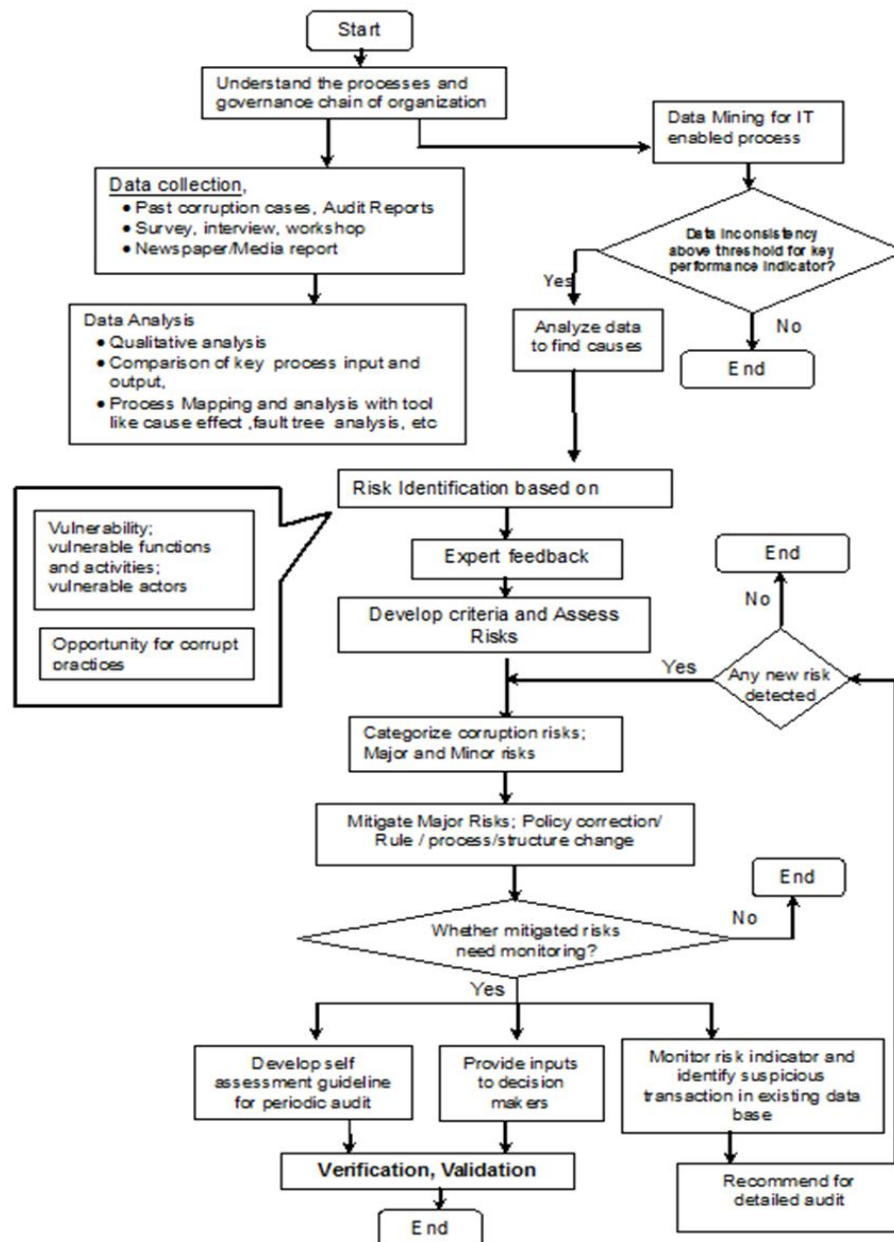 Start
Understand the processes and
governance chain of organization
Data Mining for IT
enabled process
Data collection,
• Past corruption cases, Audit Reports
• Survey, interview, workshop
• Newspaper/Media report
Data inconsistency
above threshold for key
performance indicator?
Yes
No
Data Analysis
• Qualitative analysis
• Comparison of key process input and
output,
• Process Mapping and analysis with tool
like cause effect ,fault tree analysis, etc
Analyze data
to find causes
End
Risk Identification based on
Vulnerability;
vulnerable functions
and activities;
vulnerable actors
Opportunity for corrupt
practices
Expert feedback
End
No
Develop criteria and Assess
Risks
Yes
Any new risk
detected
Categorize corruption risks;
Major and Minor risks
Mitigate Major Risks; Policy correction/
Rule / process/structure change
End
No
Whether mitigated risks
need monitoring?
Yes
Develop self
assessment guideline
for periodic audit
Provide inputs
to decision
makers
Monitor risk indicator and
identify suspicious
transaction in existing data
base
Verification, Validation
Recommend for
detailed audit
End